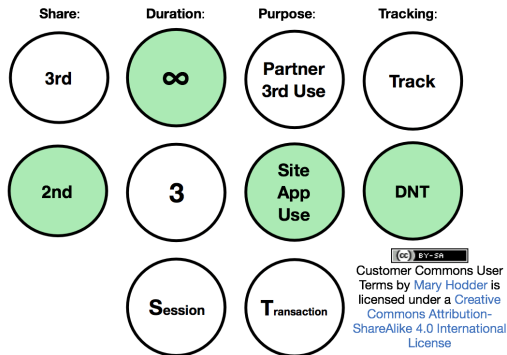 Share: Duration: Purpose: Tracking:
3rd
∞
Partner
3rd Use
Track
2nd
3
Site
App
Use
DNT
Session
Transaction
(cc) BY-SA
Customer Commons User
Terms by Mary Hodder is
licensed under a Creative
Commons Attribution-
ShareAlike 4.0 International
License